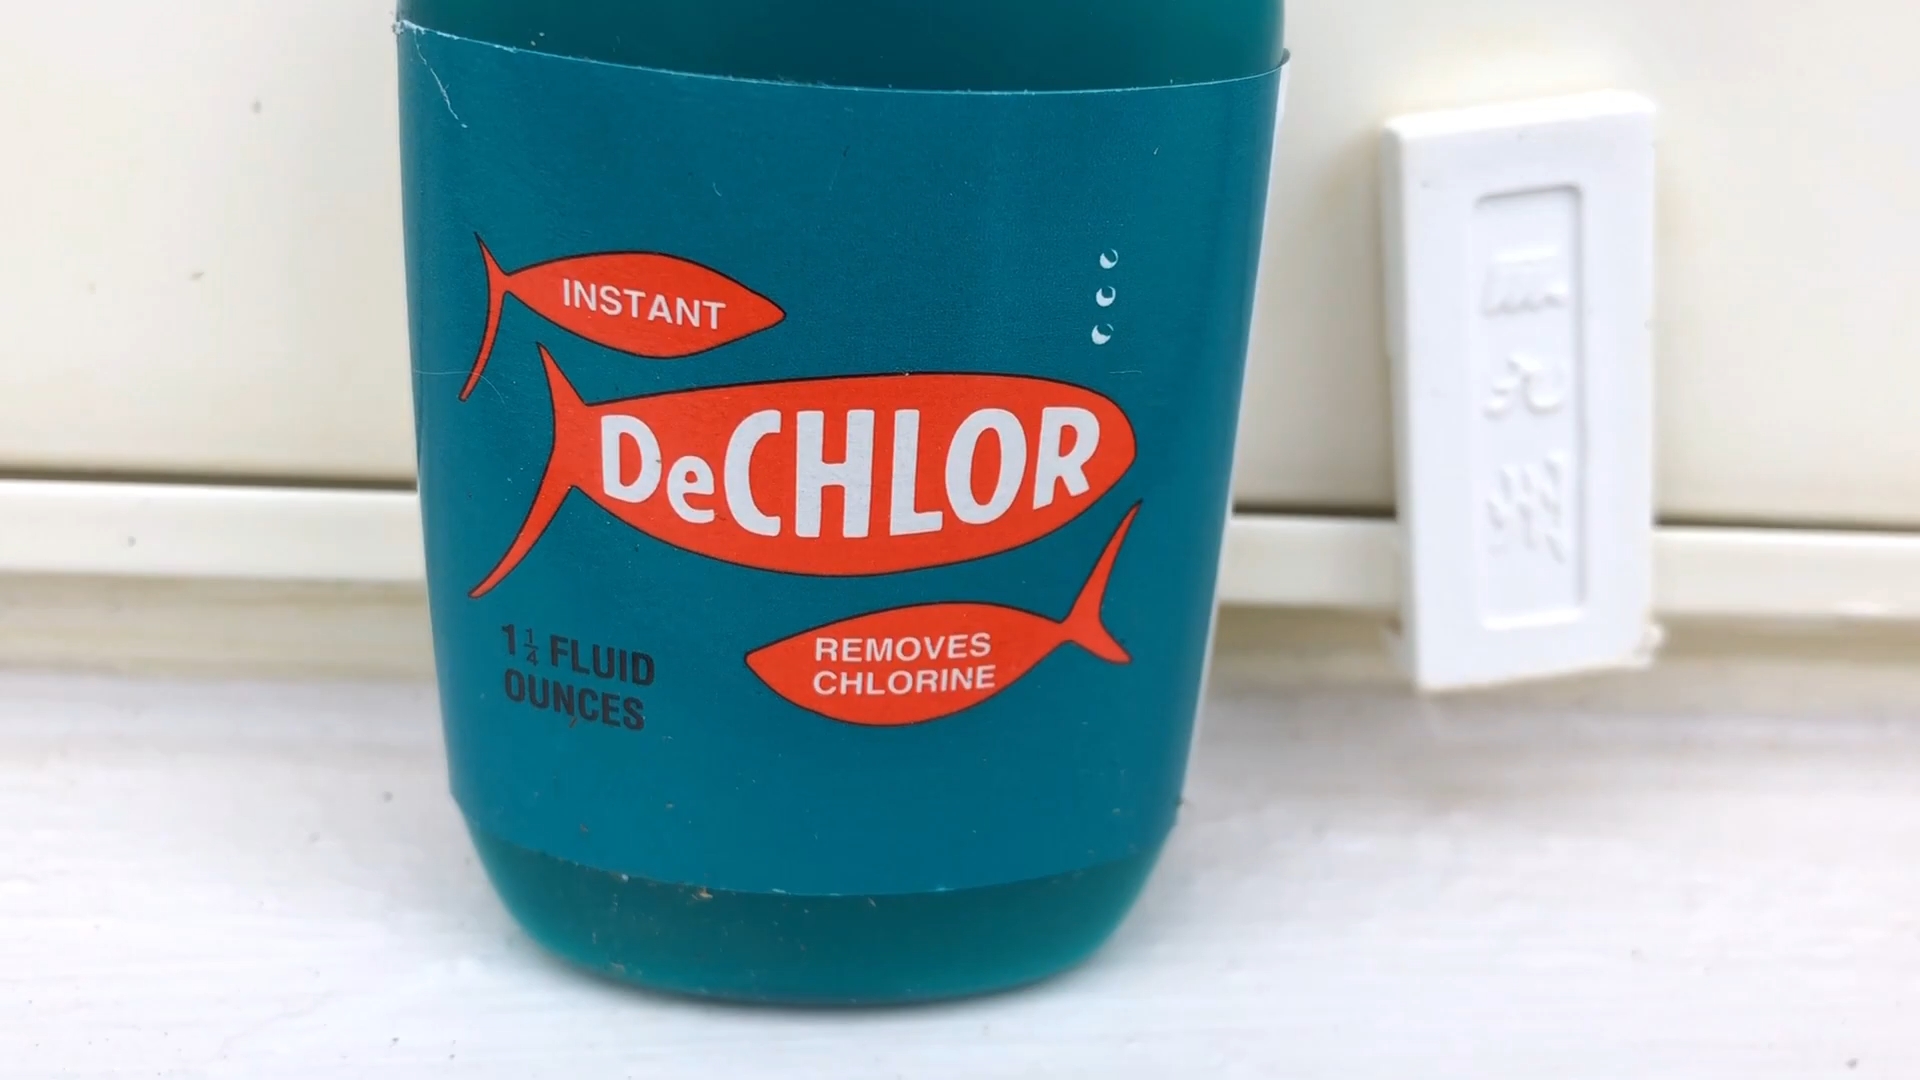 INSTANT
DeCHLOR
REMOVES
CHLORINE
1¼ FLUID
OUNCES